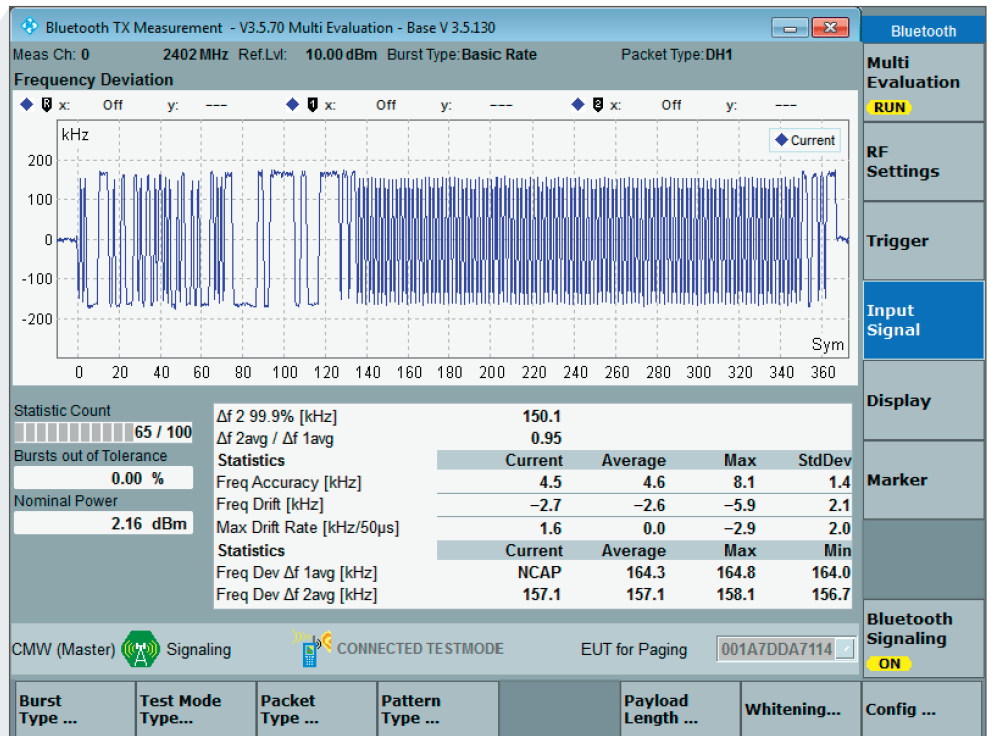 Bluetooth TX Measurement - V3.5.70 Multi Evaluation - Base V 3.5.130
Bluetooth
Meas Ch: 0 2402 MHz Ref.Lvl: 10.00 dBm Burst Type: Basic Rate Packet Type: DH1
Frequency Deviation
R x: Off y: --- 1 x: Off y: --- 2 x: Off y: ---
kHz
Current
200
100
0
-100
-200
Sym
0 20 40 60 80 100 120 140 160 180 200 220 240 260 280 300 320 340 360
Statistic Count
65 / 100
Bursts out of Tolerance
0.00 %
Nominal Power
2.16 dBm
Δf 2 99.9% [kHz] 150.1
Δf 2avg / Δf 1avg 0.95
Statistics Current Average Max StdDev
Freq Accuracy [kHz] 4.5 4.6 8.1 1.4
Freq Drift [kHz] −2.7 −2.6 −5.9 2.1
Max Drift Rate [kHz/50µs] 1.6 0.0 −2.9 2.0
Statistics Current Average Max Min
Freq Dev Δf 1avg [kHz] NCAP 164.3 164.8 164.0
Freq Dev Δf 2avg [kHz] 157.1 157.1 158.1 156.7
CMW (Master) Signaling CONNECTED TESTMODE EUT for Paging 001A7DDA7114
Multi
Evaluation
RUN
RF
Settings
Trigger
Input
Signal
Display
Marker
Bluetooth
Signaling
ON
Burst
Type ...
Test Mode
Type...
Packet
Type ...
Pattern
Type ...
Payload
Length ...
Whitening...
Config ...